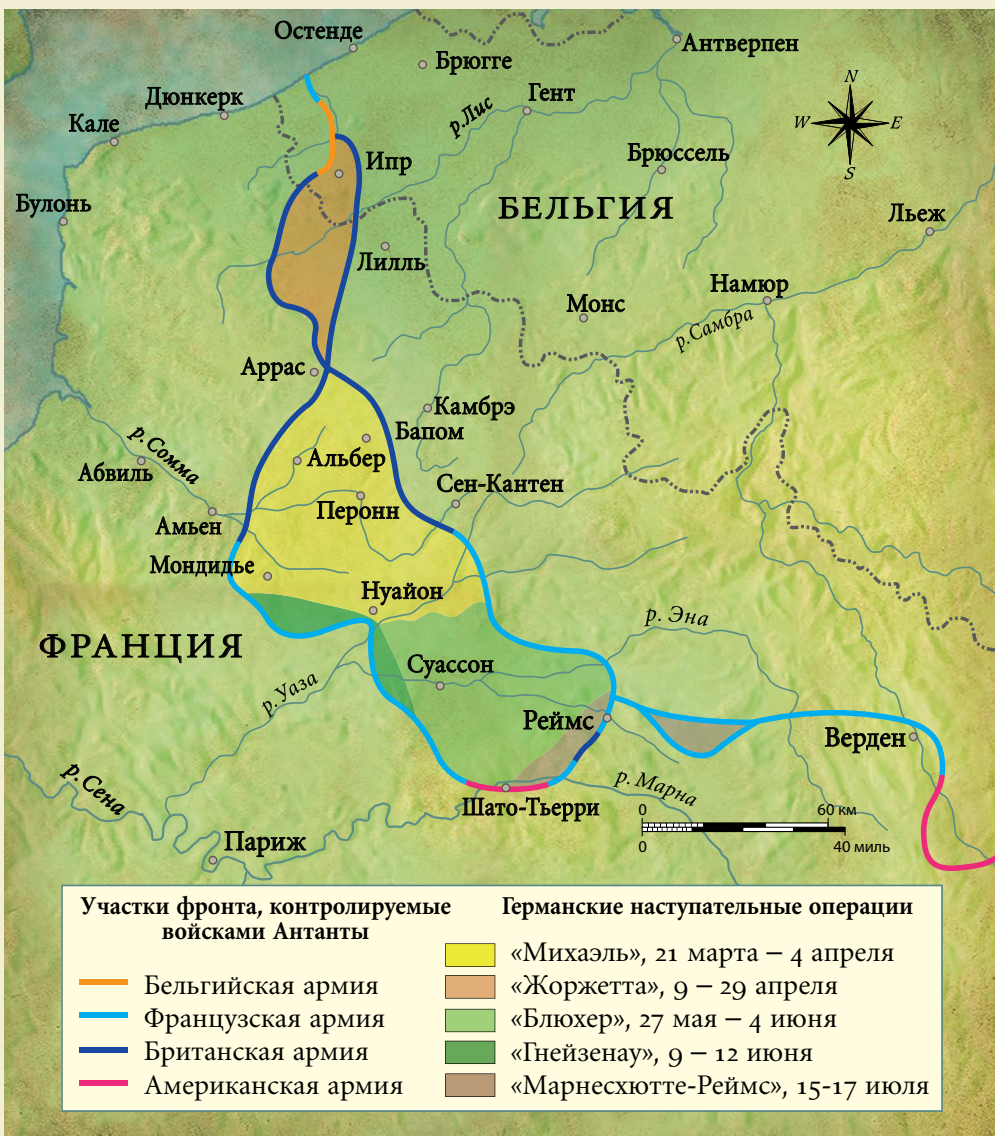 Остенде
Антверпен
Брюгге
N
Дюнкерк
Гент
р.Лис
Кале
W
E
Ипр
Брюссель
S
Булонь
БЕЛЬГИЯ
Льеж
Лилль
Намюр
Монс
р.Самбра
Аррас
Камбрэ
Бапом
р.Сомма
Альбер
Абвиль
Сен-Кантен
Перонн
Амьен
Мондидье
Нуайон
р. Эна
ФРАНЦИЯ
Суассон
р.Уаза
Реймс
Верден
р.Сена
р. Марна
Шато-Тьерри
0
60 км
Париж
0
40 миль
Участки фронта, контролируемые
войсками Антанты
Бельгийская армия
Французская армия
Британская армия
Американская армия
Германские наступательные операции
«Михаэль», 21 марта – 4 апреля
«Жоржетта», 9 – 29 апреля
«Блюхер», 27 мая – 4 июня
«Гнейзенау», 9 – 12 июня
«Марнесхютте-Реймс», 15-17 июля